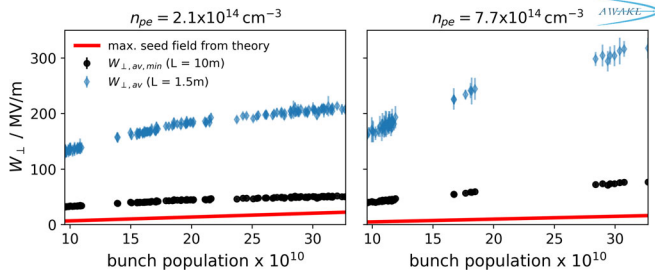 n_pe = 2.1x10^14 cm^−3
n_pe = 7.7x10^14 cm^−3
AWAKE
max. seed field from theory
W_⊥,av,min (L = 10m)
W_⊥,av (L = 1.5m)
W_⊥ / MV/m
300
200
100
0
10 15 20 25 30
10 15 20 25 30
bunch population x 10^10
bunch population x 10^10